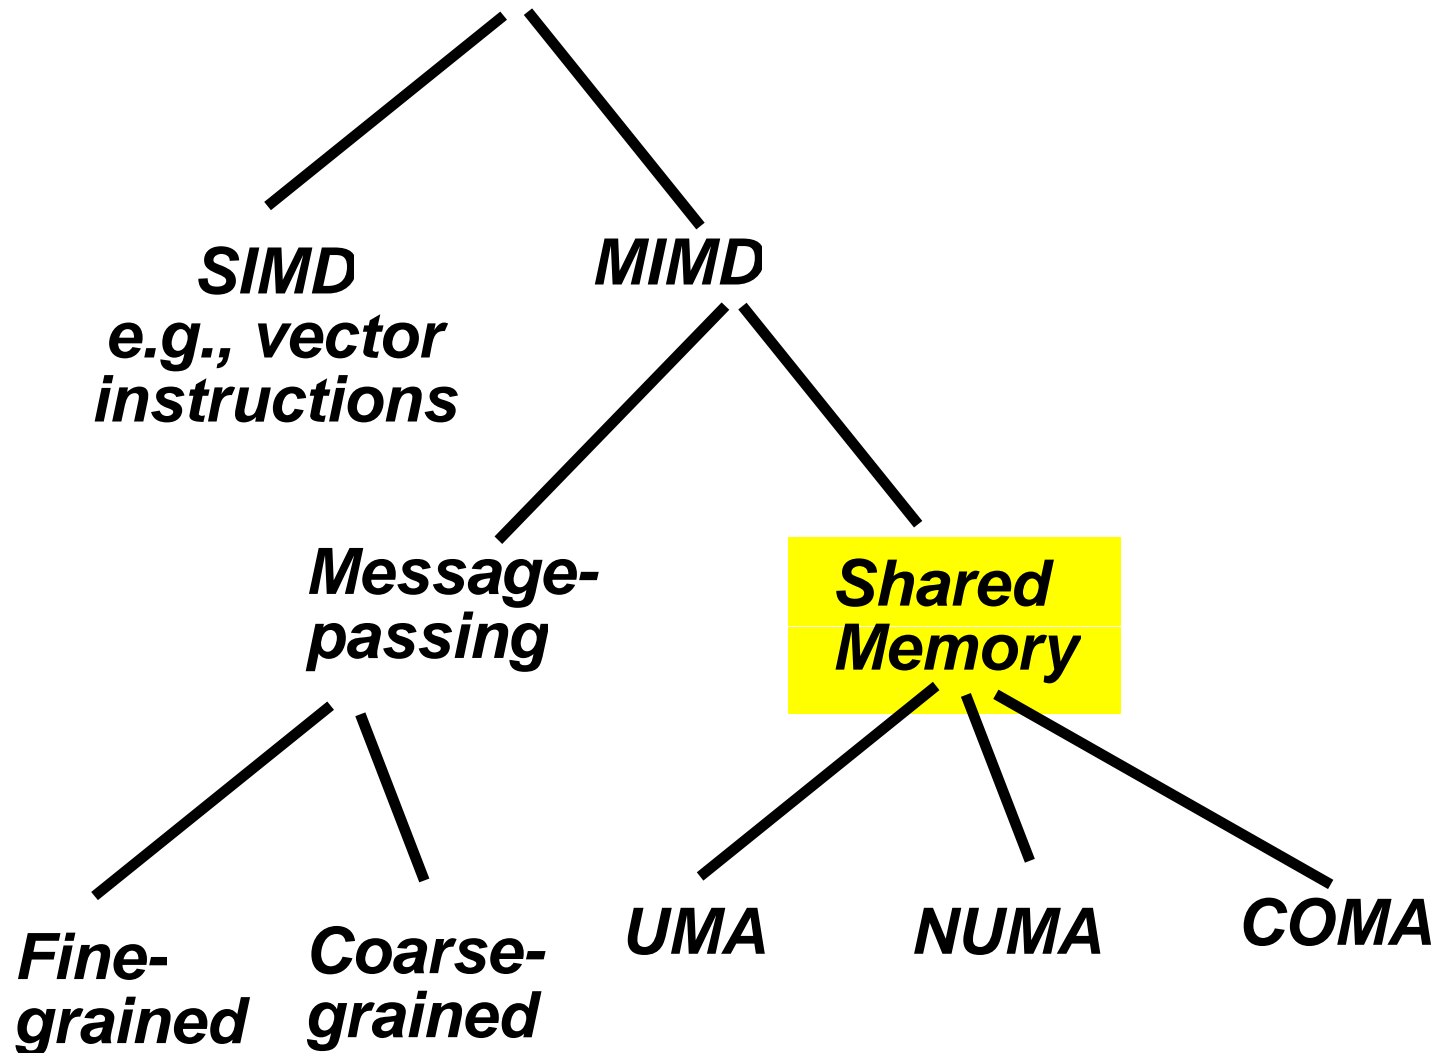 SIMD
e.g., vector
instructions
MIMD
Message-
passing
Shared
Memory
Fine-
grained
Coarse-
grained
UMA
NUMA
COMA